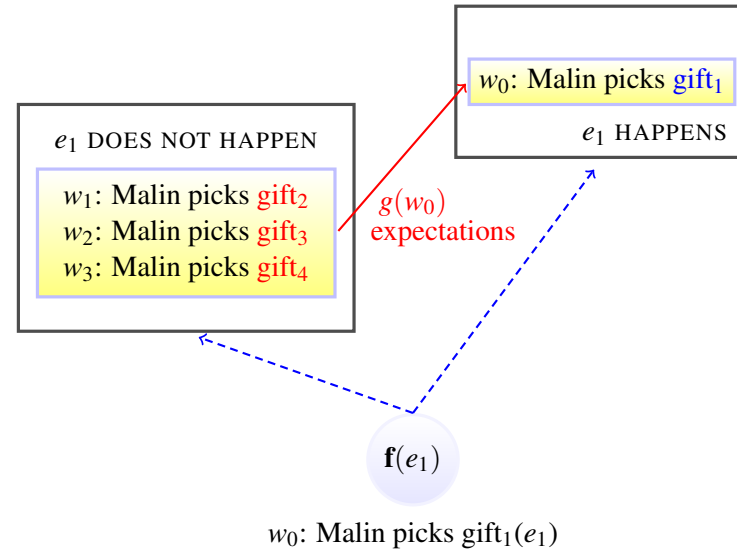 w₀: Malin picks gift₁
e₁ HAPPENS
e₁ DOES NOT HAPPEN
w₁: Malin picks gift₂
w₂: Malin picks gift₃
w₃: Malin picks gift₄
g(w₀)
expectations
f(e₁)
w₀: Malin picks gift₁(e₁)